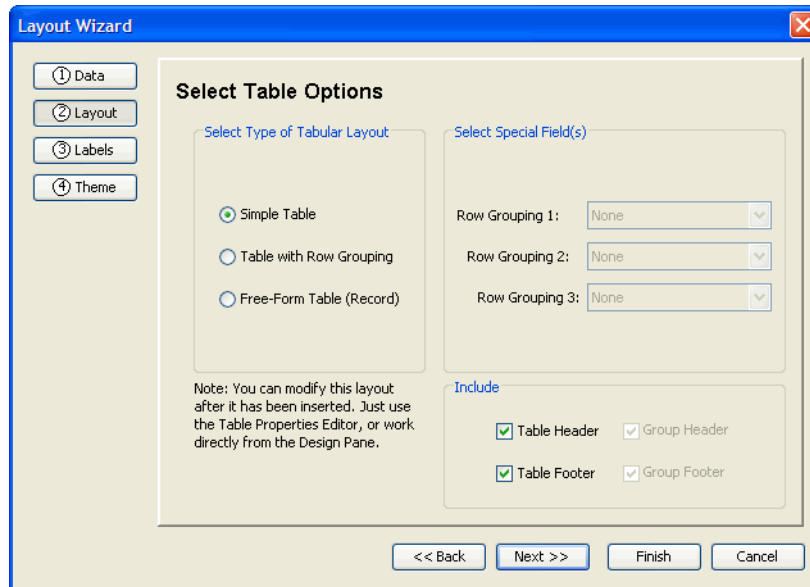 Layout Wizard
① Data
② Layout
③ Labels
④ Theme
Select Table Options
Select Type of Tabular Layout
Simple Table
Table with Row Grouping
Free-Form Table (Record)
Note: You can modify this layout
after it has been inserted. Just use
the Table Properties Editor, or work
directly from the Design Pane.
Select Special Field(s)
Row Grouping 1: None
Row Grouping 2: None
Row Grouping 3: None
Include
Table Header Group Header
Table Footer Group Footer
<< Back Next >> Finish Cancel